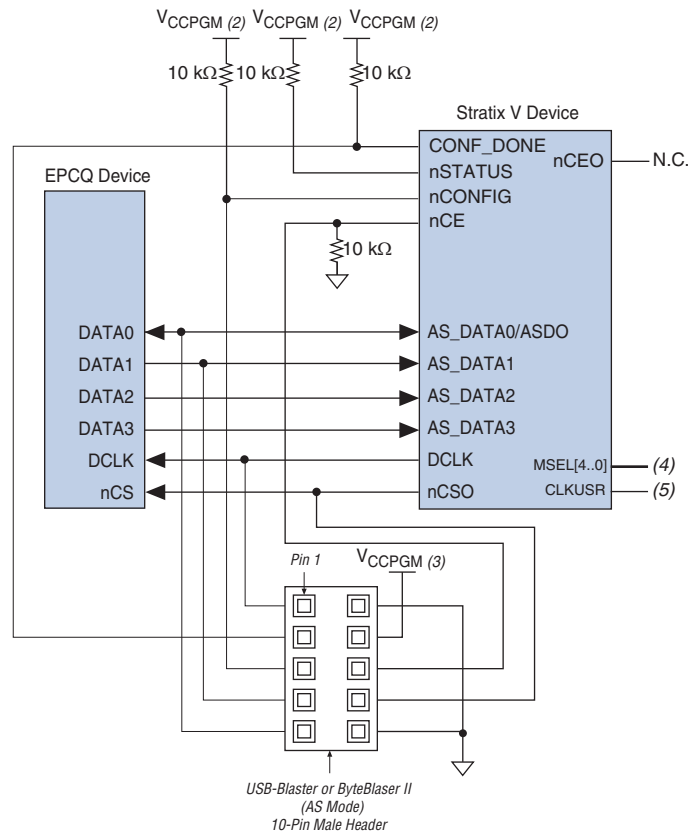 VCCPGM (2) VCCPGM (2) VCCPGM (2)
10 kΩ 10 kΩ 10 kΩ
Stratix V Device
EPCQ Device
CONF_DONE
nSTATUS
nCONFIG
nCE
nCEO
N.C.
10 kΩ
DATA0
DATA1
DATA2
DATA3
DCLK
nCS
AS_DATA0/ASDO
AS_DATA1
AS_DATA2
AS_DATA3
DCLK
nCSO
MSEL[4..0] (4)
CLKUSR (5)
Pin 1
VCCPGM (3)
USB-Blaster or ByteBlaser II
(AS Mode)
10-Pin Male Header